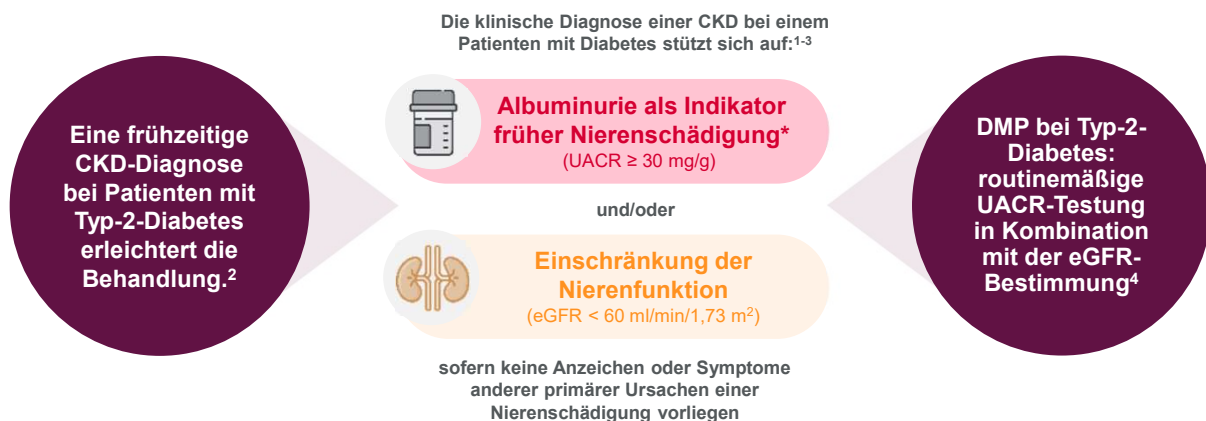 Die klinische Diagnose einer CKD bei einem
Patienten mit Diabetes stützt sich auf:¹⁻³
Eine frühzeitige
CKD-Diagnose
bei Patienten mit
Typ-2-Diabetes
erleichtert die
Behandlung.²
Albuminurie als Indikator
früher Nierenschädigung*
(UACR ≥ 30 mg/g)
und/oder
Einschränkung der
Nierenfunktion
(eGFR < 60 ml/min/1,73 m²)
sofern keine Anzeichen oder Symptome
anderer primärer Ursachen einer
Nierenschädigung vorliegen
DMP bei Typ-2-
Diabetes:
routinemäßige
UACR-Testung
in Kombination
mit der eGFR-
Bestimmung⁴